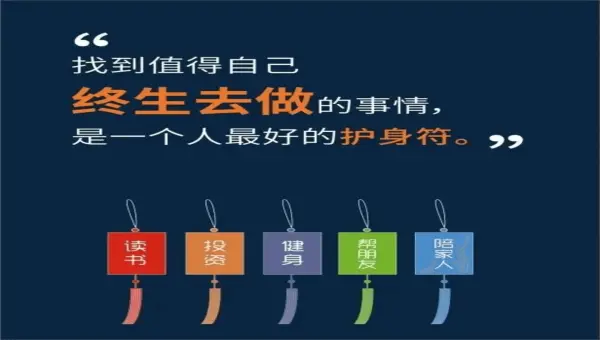 “
找到值得自己
终生去做的事情，
是一个人最好的护身符。”
读书
投资
健身
帮朋友
陪家人